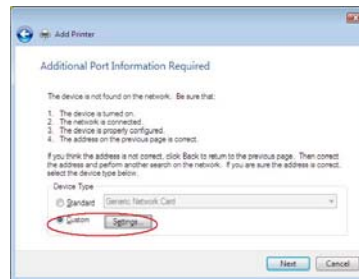 Add Printer
Additional Port Information Required
The device is not found on the network. Be sure that:
1. The device is turned on.
2. The network is connected.
3. The device is properly configured.
4. The address on the previous page is correct.
If you think the address is not correct, click Back to return to the previous page. Then correct
the address and perform another search on the network. If you are sure the address is correct,
select the device type below.
Device Type
Standard Generic Network Card
Custom Settings...
Next Cancel